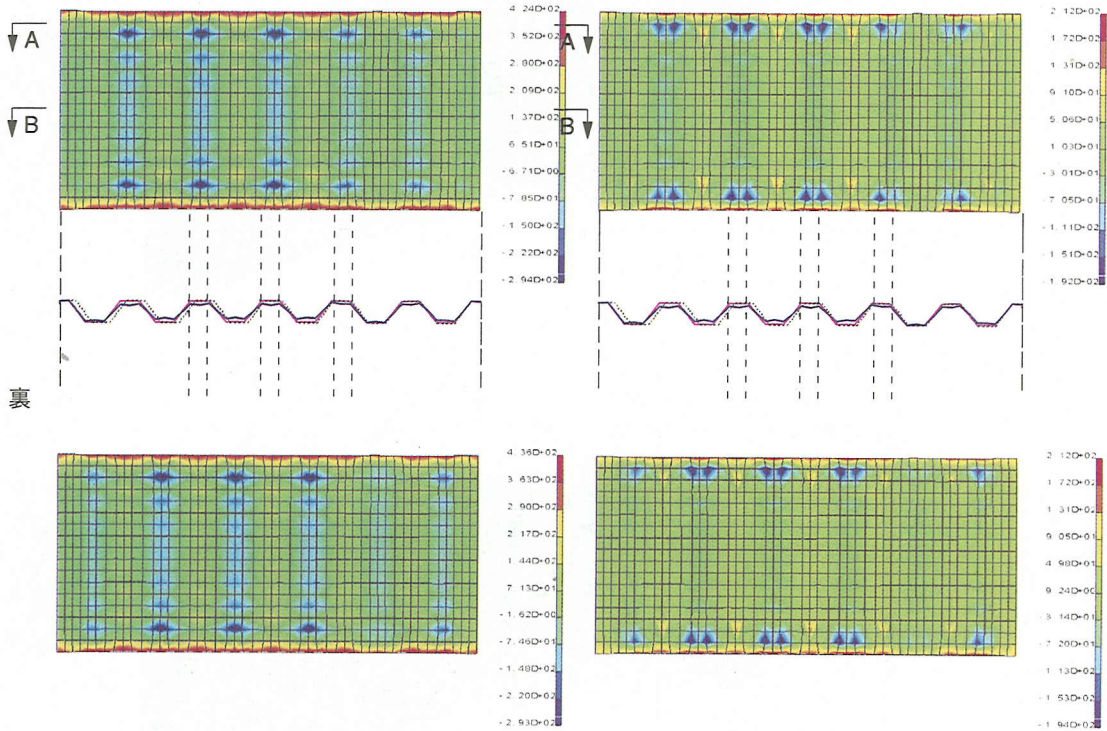 A
B
4 24D+02
3 52D+02
2 80D+02
2 09D+02
1 37D+02
6 51D+01
-6 71D+00
-7 85D+01
-1 50D+02
-2 22D+02
-2 94D+02
A
B
2 12D+02
1 72D+02
1 31D+02
9 10D+01
5 06D+01
1 03D+01
-3 01D+01
-7 05D+01
-1 11D+02
-1 51D+02
-1 92D+02
裏
4 36D+02
3 63D+02
2 90D+02
2 17D+02
1 44D+02
7 13D+01
-1 62D+00
-7 46D+01
-1 48D+02
-2 20D+02
-2 93D+02
2 12D+02
1 72D+02
1 31D+02
9 05D+01
4 98D+01
9 24D+00
-3 14D+01
-7 20D+01
-1 13D+02
-1 53D+02
-1 94D+02